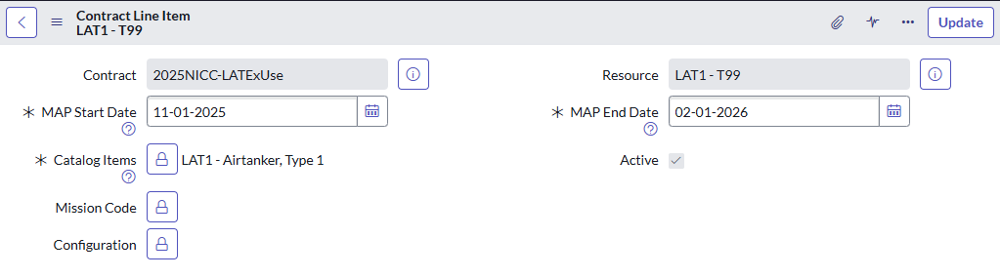 Contract Line Item
LAT1 - T99
Update
Contract
2025NICC-LATExUse
Resource
LAT1 - T99
MAP Start Date
11-01-2025
MAP End Date
02-01-2026
Catalog Items
LAT1 - Airtanker, Type 1
Active
Mission Code
Configuration